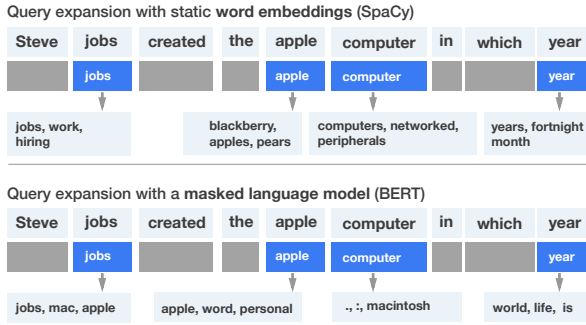 Query expansion with static word embeddings (SpaCy)
Steve jobs created the apple computer in which year
jobs apple computer year
jobs, work, hiring
blackberry, apples, pears
computers, networked, peripherals
years, fortnight month
Query expansion with a masked language model (BERT)
Steve jobs created the apple computer in which year
jobs apple computer year
jobs, mac, apple
apple, word, personal
., :, macintosh
world, life, is